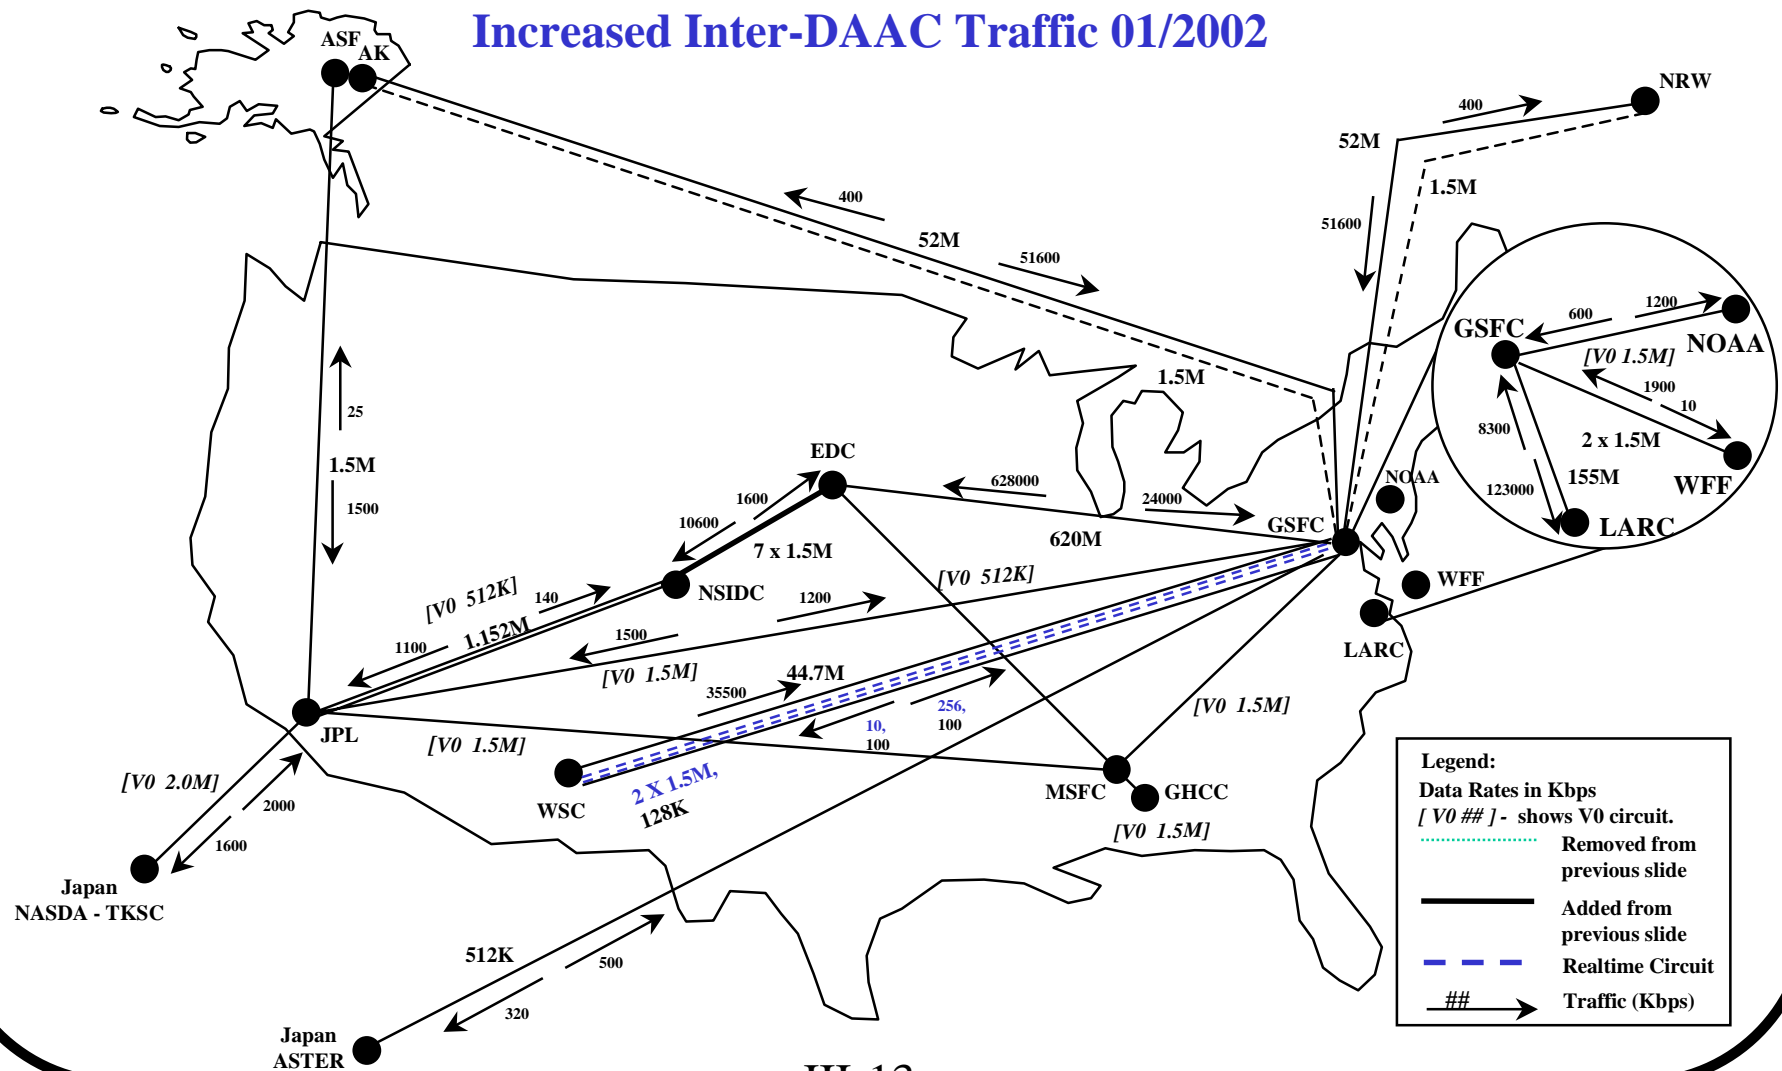 Increased Inter-DAAC Traffic 01/2002
ASF
AK
NRW
400
52M
1.5M
51600
400
52M
51600
1.5M
GSFC
600
1200
NOAA
[V0 1.5M]
1900
10
8300
2 x 1.5M
155M
WFF
123000
LARC
25
1.5M
1500
EDC
1600
10600
7 x 1.5M
628000
24000
620M
GSFC
NOAA
WFF
LARC
NSIDC
[V0 512K]
140
1.152M
1100
[V0 512K]
1200
1500
[V0 1.5M]
44.7M
35500
256,
100
10,
100
[V0 1.5M]
JPL
[V0 1.5M]
[V0 2.0M]
2000
1600
WSC
2 X 1.5M,
128K
MSFC
GHCC
[V0 1.5M]
Japan
NASDA - TKSC
512K
500
320
Japan
ASTER
Legend:
Data Rates in Kbps
[ V0 ## ] - shows V0 circuit.
Removed from
previous slide
Added from
previous slide
Realtime Circuit
## Traffic (Kbps)